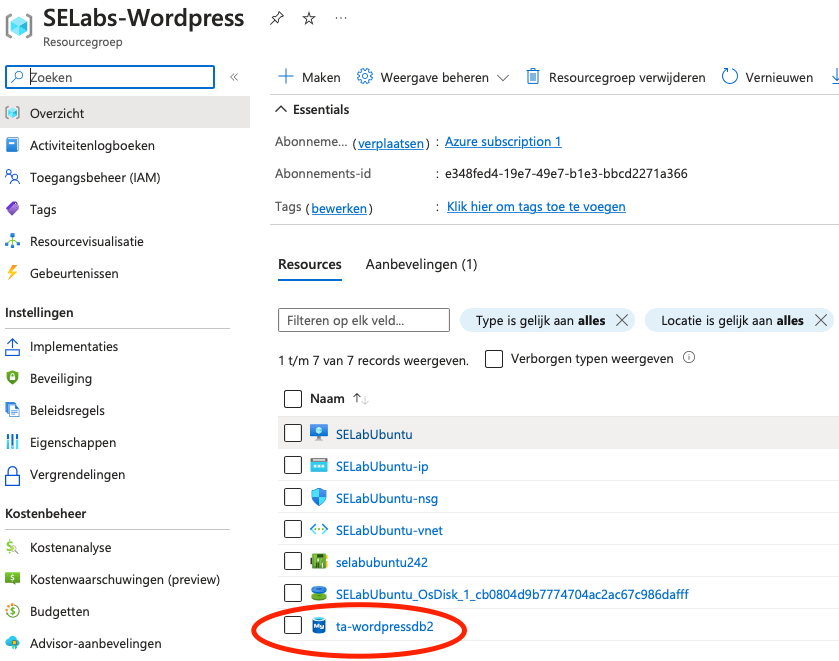 SELabs-Wordpress
Resourcegroep
Zoeken
Overzicht
Activiteitenlogboeken
Toegangsbeheer (IAM)
Tags
Resourcevisualisatie
Gebeurtenissen
Instellingen
Implementaties
Beveiliging
Beleidsregels
Eigenschappen
Vergrendelingen
Kostenbeheer
Kostenanalyse
Kostenwaarschuwingen (preview)
Budgetten
Advisor-aanbevelingen
Maken Weergave beheren Resourcegroep verwijderen Vernieuwen
Essentials
Abonneme... (verplaatsen) : Azure subscription 1
Abonnements-id : e348fed4-19e7-49e7-b1e3-bbcd2271a366
Tags (bewerken) : Klik hier om tags toe te voegen
Resources Aanbevelingen (1)
Filteren op elk veld... Type is gelijk aan alles Locatie is gelijk aan alles
1 t/m 7 van 7 records weergeven. Verborgen typen weergeven
Naam
SELabUbuntu
SELabUbuntu-ip
SELabUbuntu-nsg
SELabUbuntu-vnet
selabubuntu242
SELabUbuntu_OsDisk_1_cb0804d9b7774704ac2ac67c986dafff
My ta-wordpressdb2